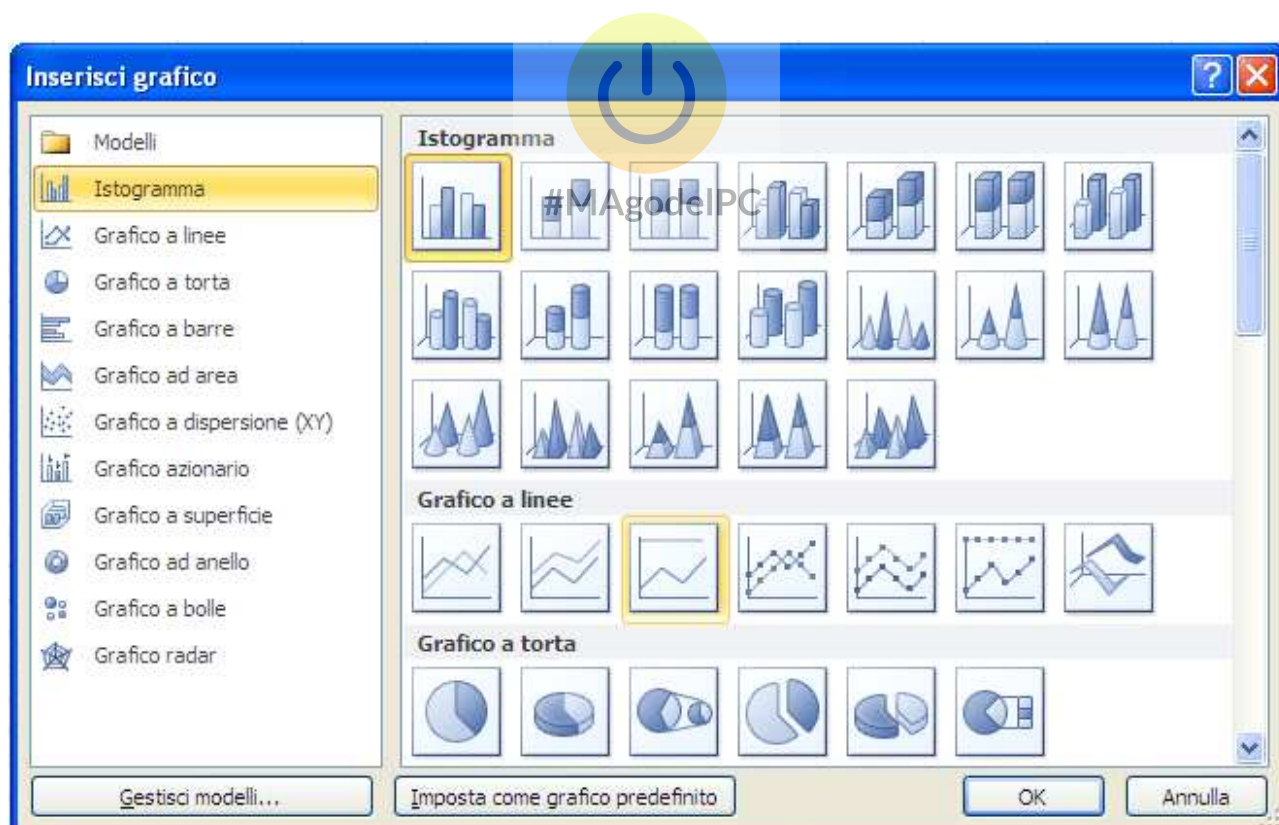 Inserisci grafico
Modelli
Istogramma
Grafico a linee
Grafico a torta
Grafico a barre
Grafico ad area
Grafico a dispersione (XY)
Grafico azionario
Grafico a superficie
Grafico ad anello
Grafico a bolle
Grafico radar
Istogramma
#MAgodelPC
Grafico a linee
Grafico a torta
Gestisci modelli...
Imposta come grafico predefinito
OK
Annulla